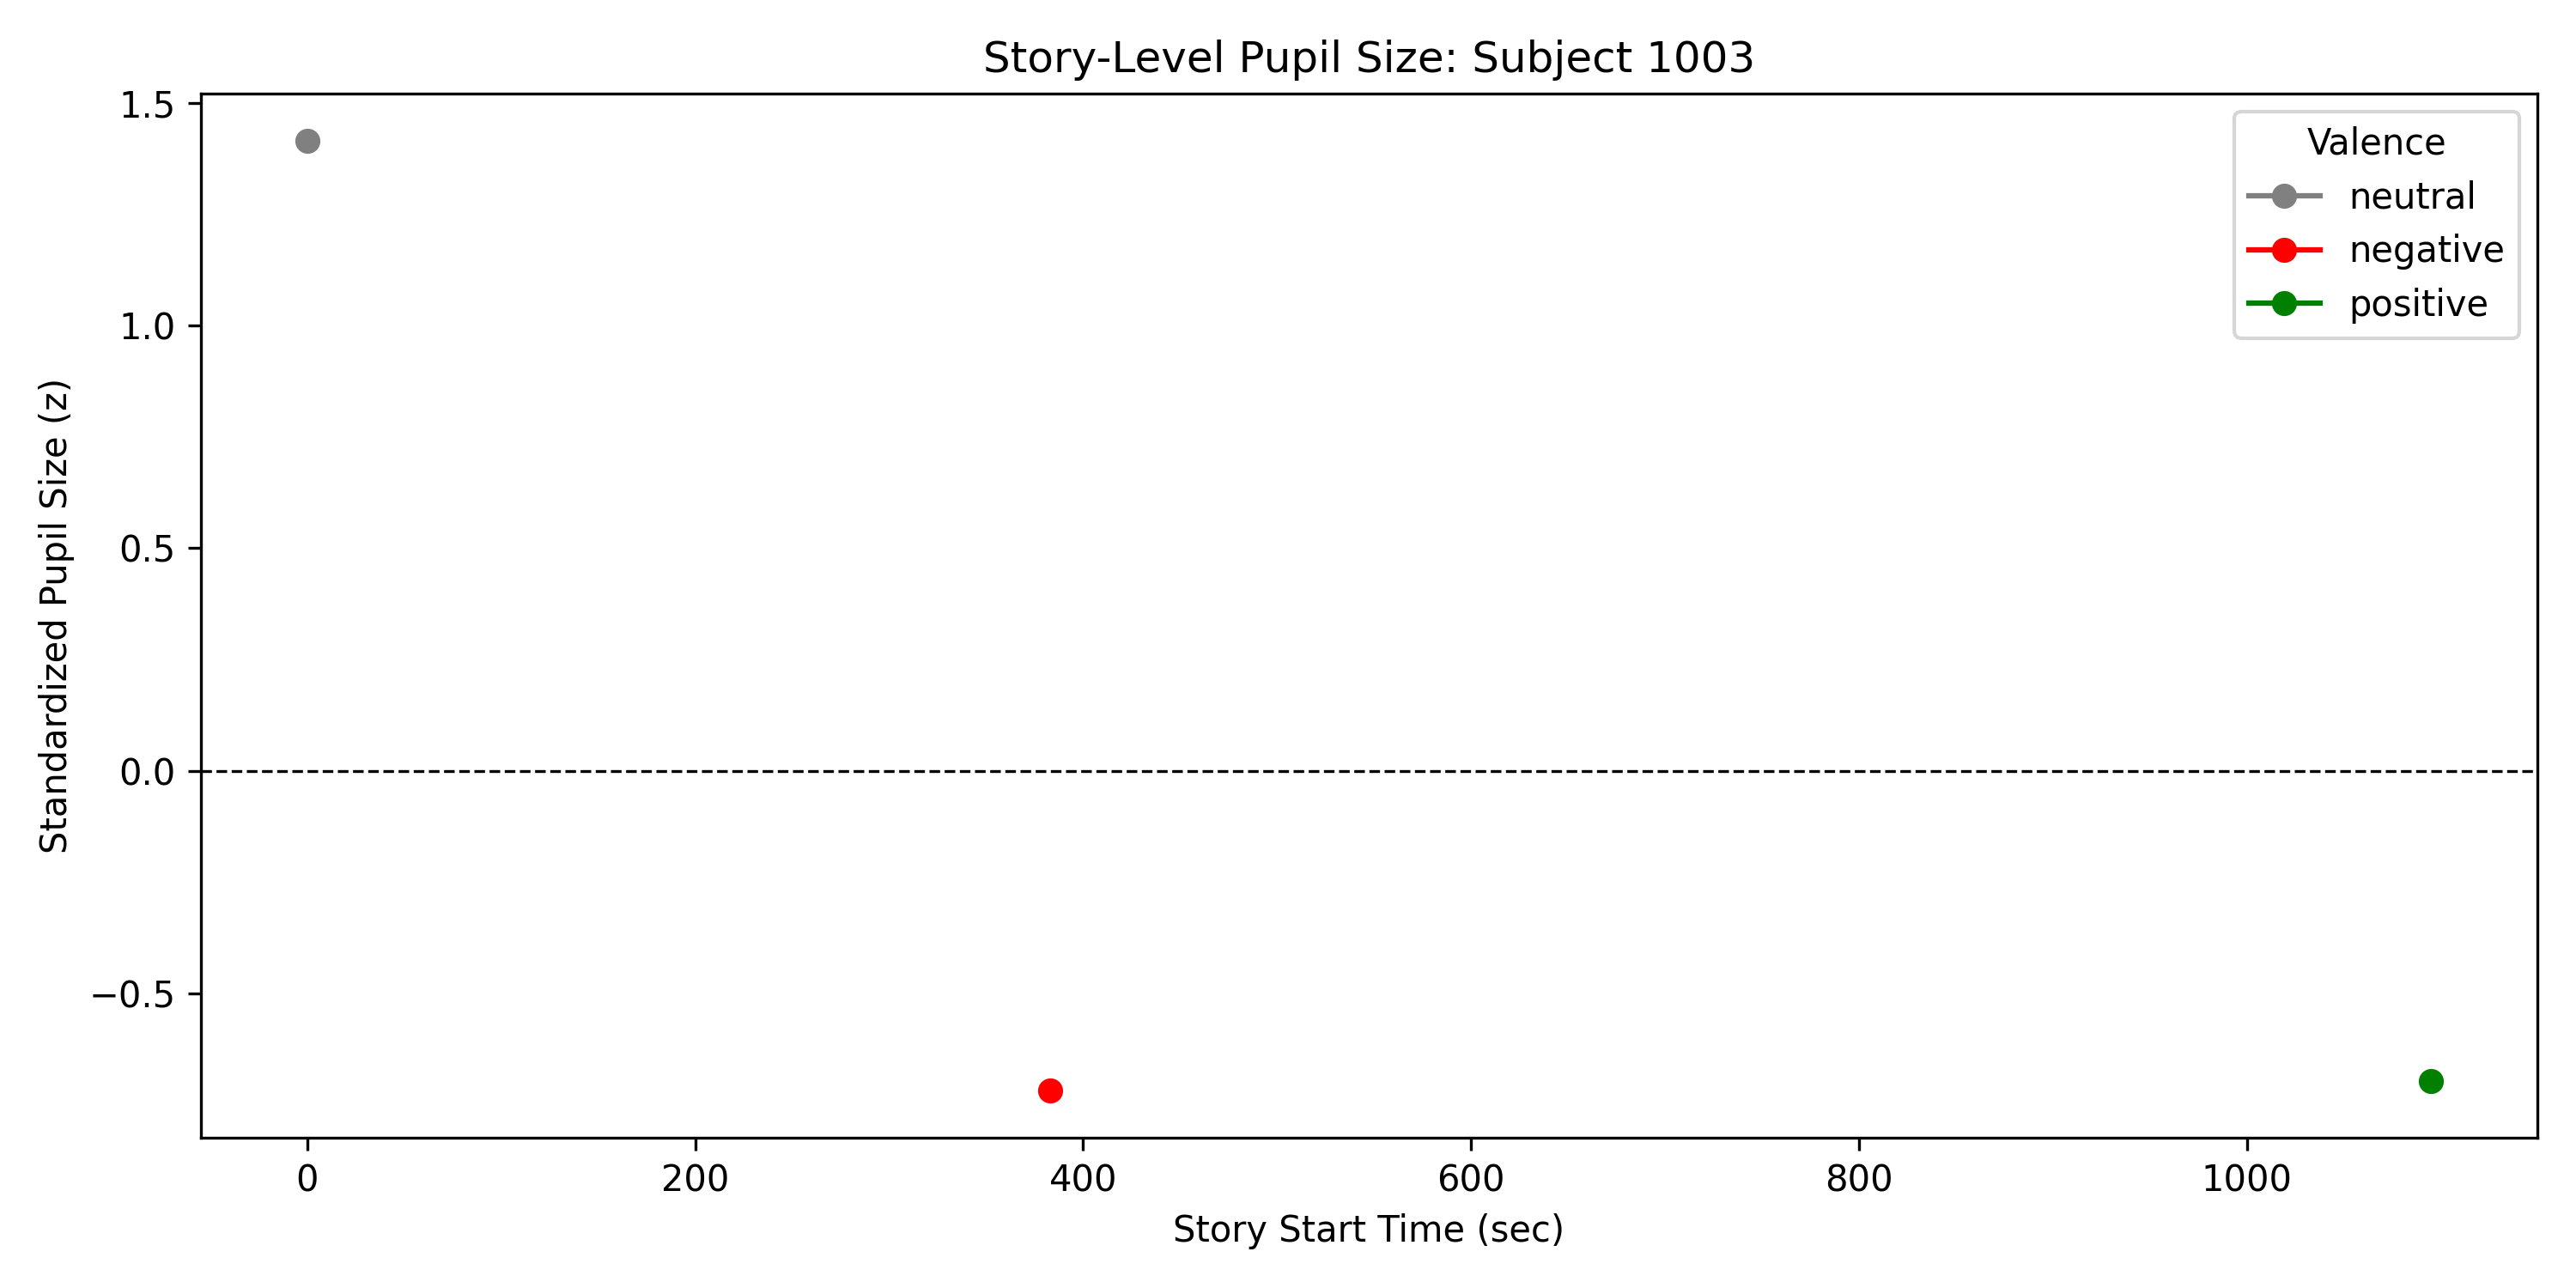 Story-Level Pupil Size: Subject 1003
1.5
1.0
0.5
0.0
−0.5
Standardized Pupil Size (z)
Valence
neutral
negative
positive
0 200 400 600 800 1000
Story Start Time (sec)